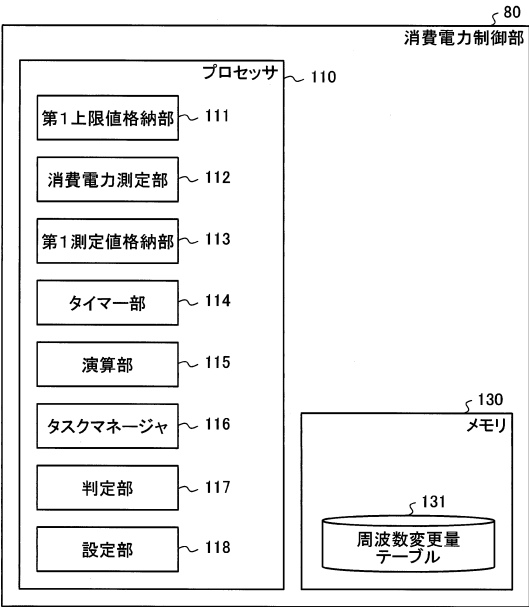 80
消費電力制御部
プロセッサ
110
第1上限値格納部
111
消費電力測定部
112
第1測定値格納部
113
タイマー部
114
演算部
115
タスクマネージャ
116
判定部
117
設定部
118
130
メモリ
131
周波数変更量
テーブル